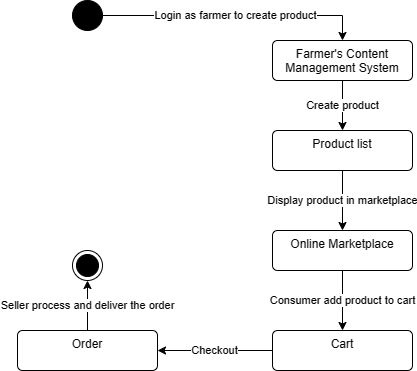 Login as farmer to create product
Farmer's Content
Management System
Create product
Product list
Display product in marketplace
Online Marketplace
Consumer add product to cart
Cart
Checkout
Order
Seller process and deliver the order